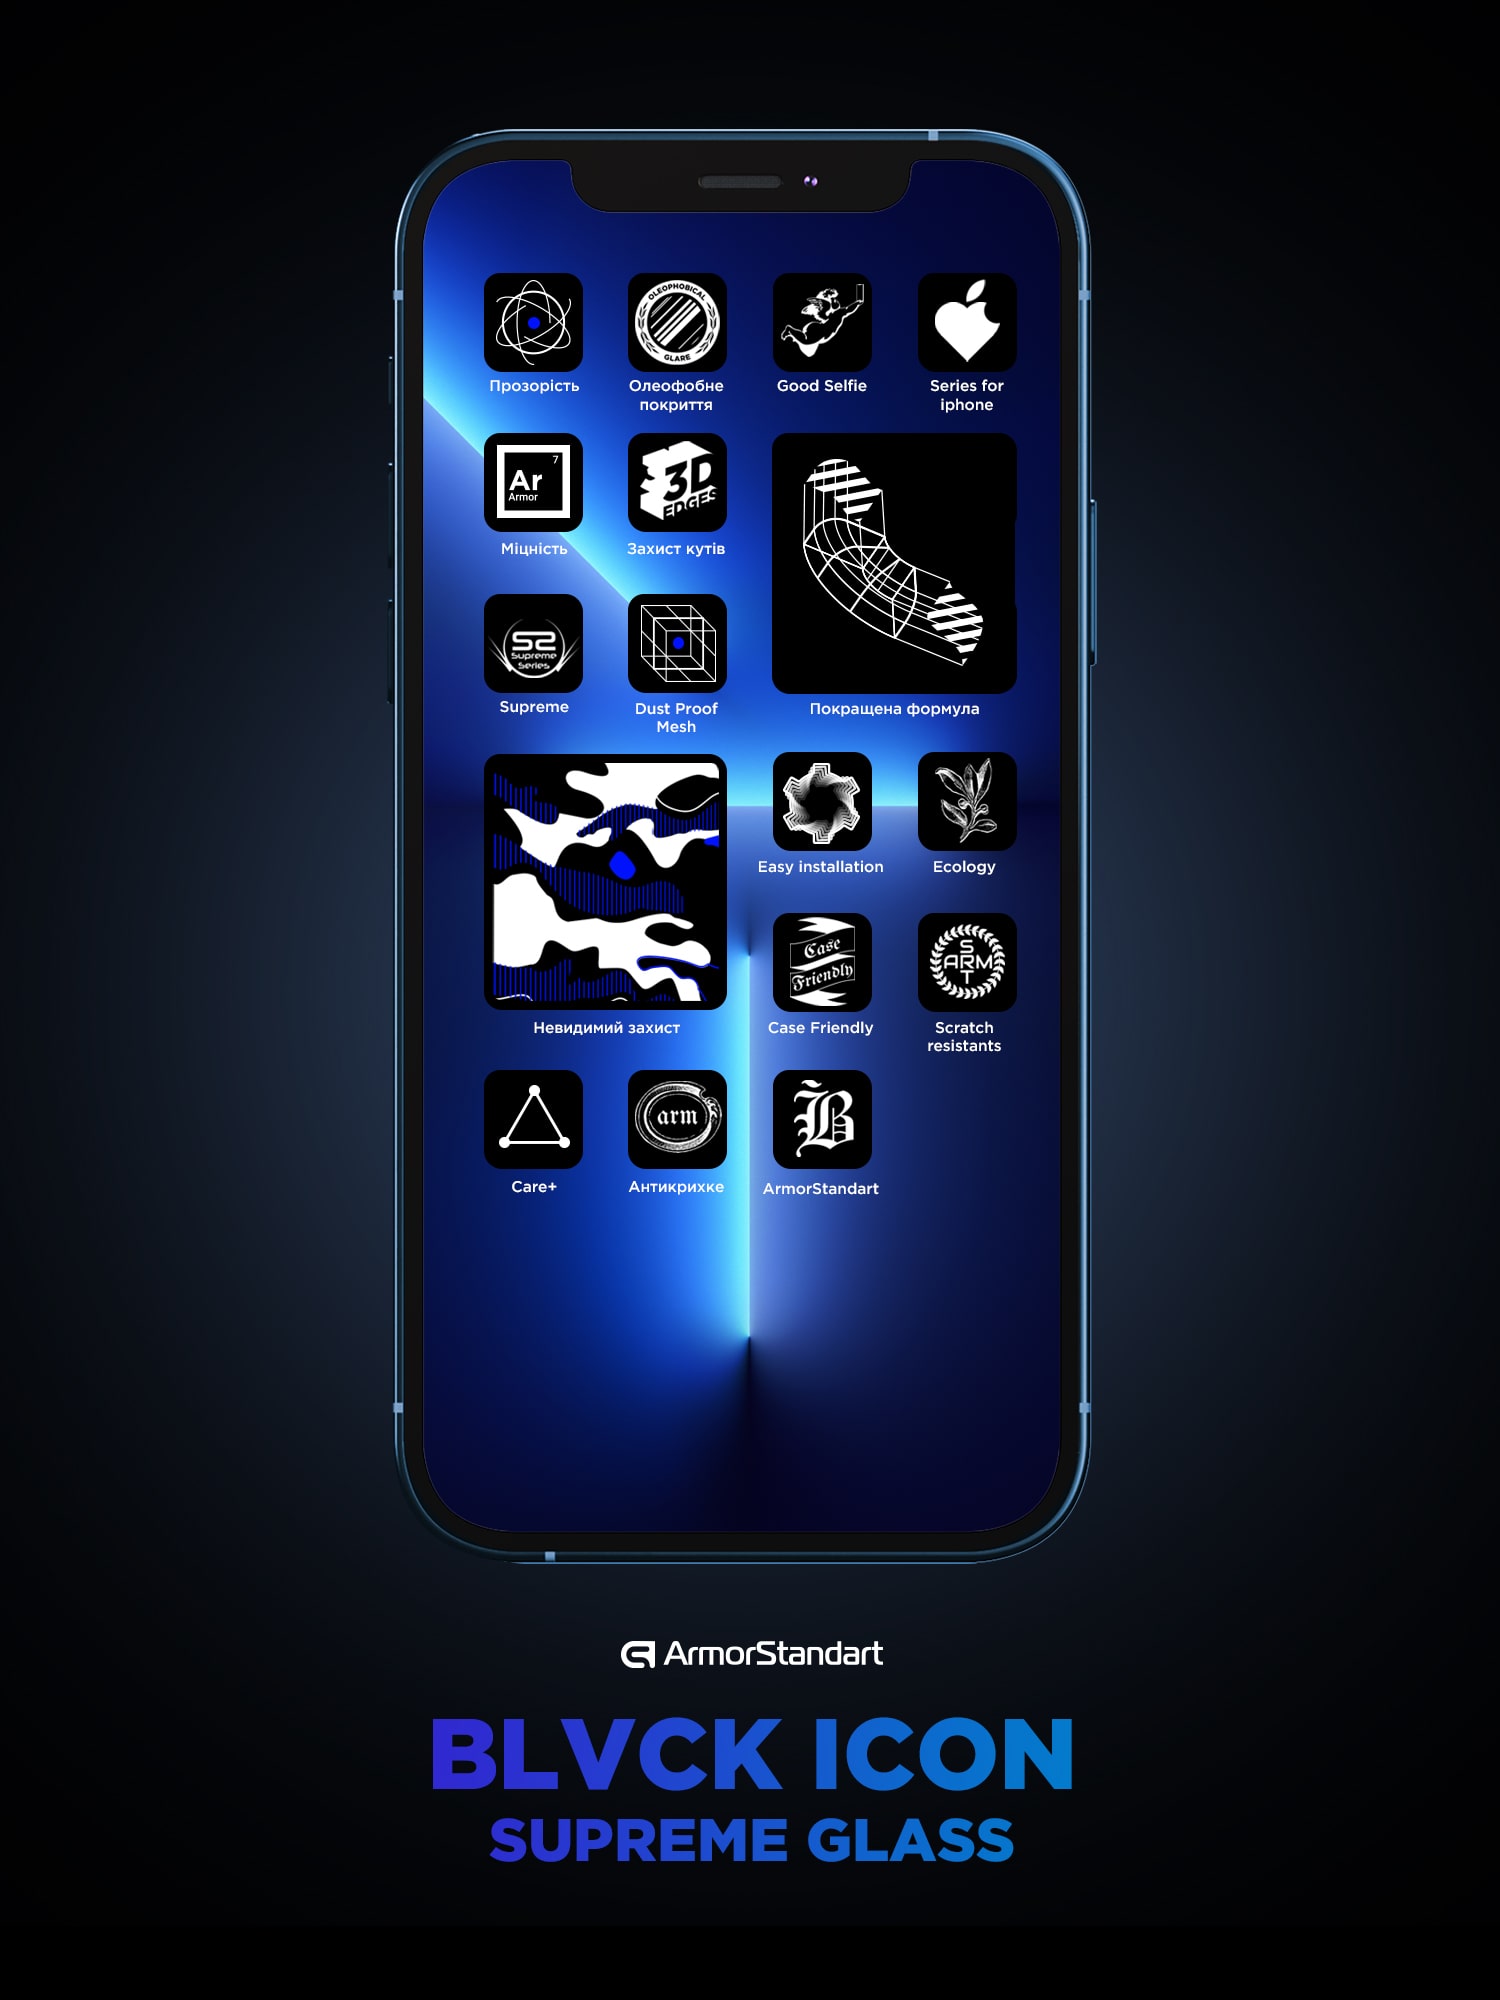 OLEOPHOBICAL
GLARE
Прозорість
Олеофобне
покриття
Good Selfie
Series for
iphone
7
Ar
Armor
3D
EDGES
Міцність
Захист кутів
S2
Supreme
Series
Supreme
Dust Proof
Mesh
Покращена формула
Easy installation
Ecology
Case
Friendly
S
ARM
T
Невидимий захист
Case Friendly
Scratch
resistants
arm
B
Care+
Антикрихке
ArmorStandart
ArmorStandart
BLVCK ICON
SUPREME GLASS